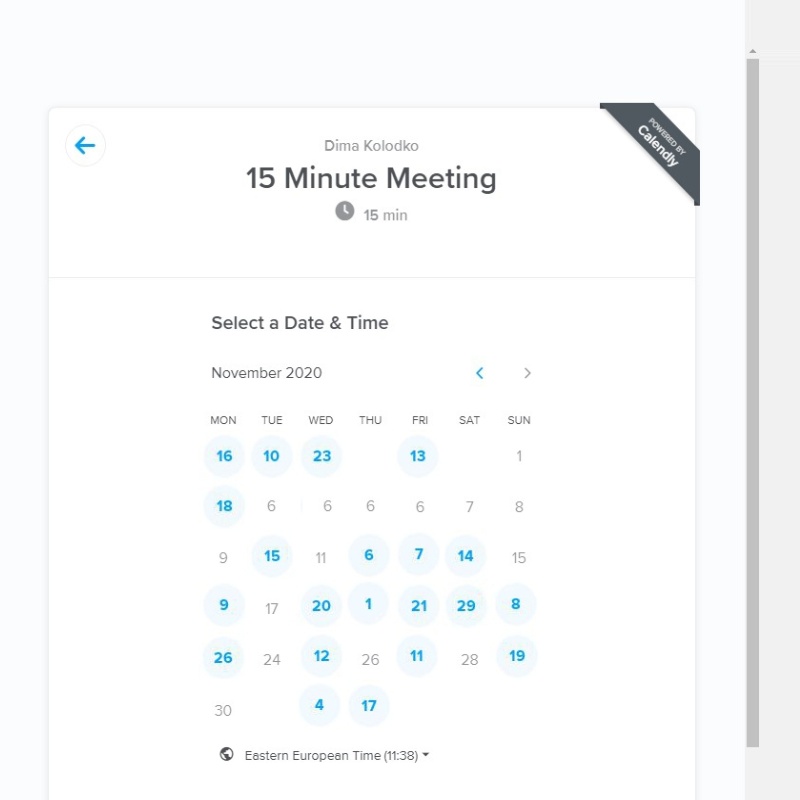 POWERED BY
Calendly
Dima Kolodko
15 Minute Meeting
15 min
Select a Date & Time
November 2020
MON TUE WED THU FRI SAT SUN
16 10 23 13 1
18 6 6 6 6 7 8
9 15 11 6 7 14 15
9 17 20 1 21 29 8
26 24 12 26 11 28 19
30 4 17
Eastern European Time (11:38)